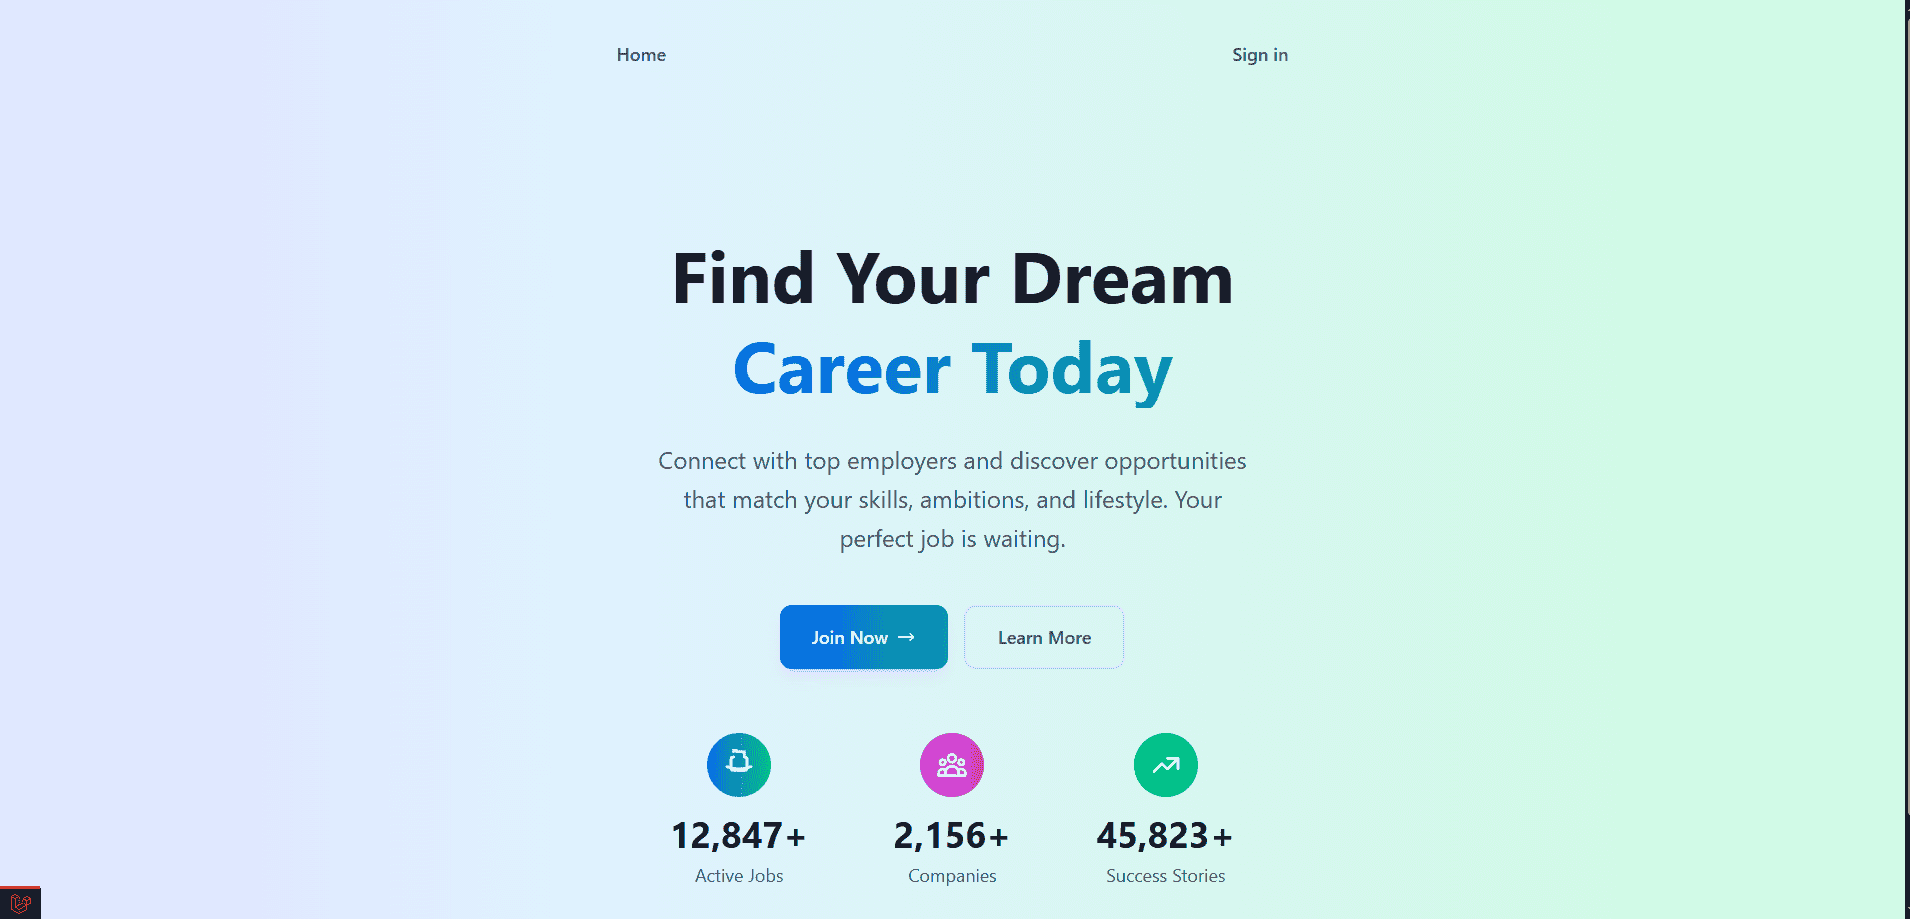 Home
Sign in
Find Your Dream
Career Today
Connect with top employers and discover opportunities
that match your skills, ambitions, and lifestyle. Your
perfect job is waiting.
Join Now →
Learn More
12,847+
2,156+
45,823+
Active Jobs
Companies
Success Stories